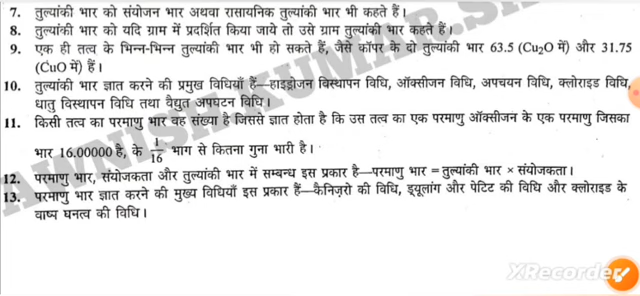 7. तुल्यांकी भार को संयोजन भार अथवा रासायनिक तुल्यांकी भार भी कहते हैं।
8. तुल्यांकी भार को यदि ग्राम में प्रदर्शित किया जाये तो उसे ग्राम तुल्यांकी भार कहते हैं।
9. एक ही तत्व के भिन्न-भिन्न तुल्यांकी भार भी हो सकते हैं, जैसे कॉपर के दो तुल्यांकी भार 63.5 (Cu₂O में) और 31.75
(CuO में) हैं।
10. तुल्यांकी भार ज्ञात करने की प्रमुख विधियाँ हैं—हाइड्रोजन विस्थापन विधि, ऑक्सीजन विधि, अपचयन विधि, क्लोराइड विधि,
धातु विस्थापन विधि तथा वैद्युत अपघटन विधि।
11. किसी तत्व का परमाणु भार वह संख्या है जिससे ज्ञात होता है कि उस तत्व का एक परमाणु ऑक्सीजन के एक परमाणु जिसका
भार 16.00000 है, के 1/16 भाग से कितना गुना भारी है।
12. परमाणु भार, संयोजकता और तुल्यांकी भार में सम्बन्ध इस प्रकार है—परमाणु भार = तुल्यांकी भार × संयोजकता।
13. परमाणु भार ज्ञात करने की मुख्य विधियाँ इस प्रकार हैं—कैनिज़रो की विधि, ड्यूलांग और पेटिट की विधि और क्लोराइड के
वाष्प घनत्व की विधि।
AWNISH KUMAR
XRecorder